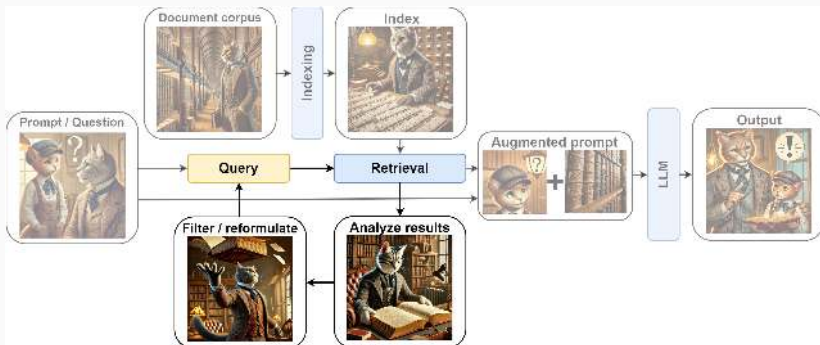 Document corpus
Indexing
Index
Prompt / Question
?
Query
Retrieval
Augmented prompt
?
+
LLM
Output
!
Filter / reformulate
Analyze results